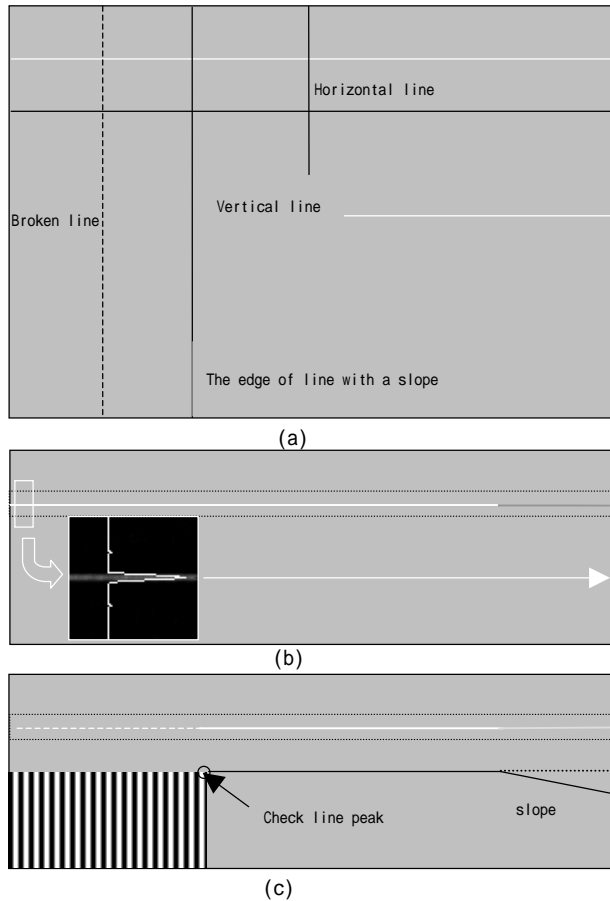 Horizontal line
Vertical line
Broken line
The edge of line with a slope
(a)
(b)
Check line peak
slope
(c)